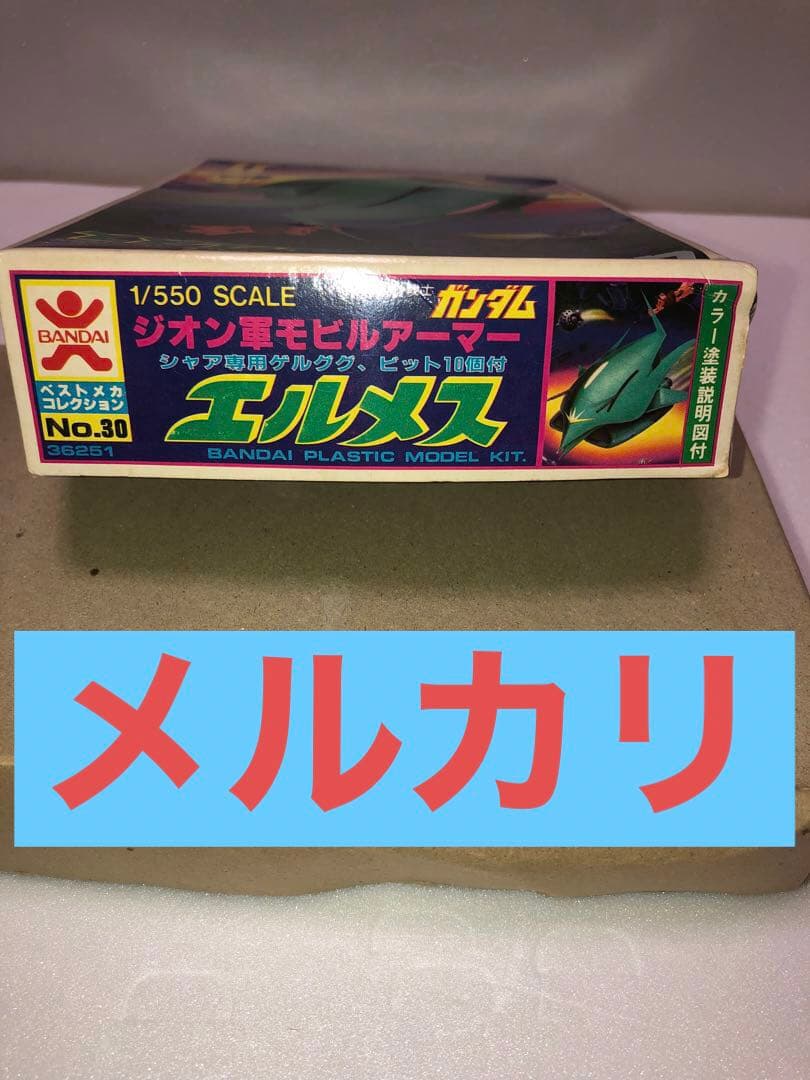 1/550 SCALE
士 ガンダム
ジオン軍モビルアーマー
シャア専用ゲルググ、ビット10個付
エルメス
BANDAI PLASTIC MODEL KIT.
BANDAI
ベストメカ
コレクション
No.30
36251
カラー塗装説明図付
メルカリ